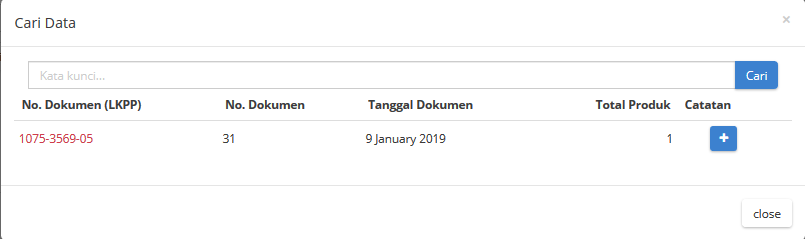 Cari Data
×
Kata kunci...
Cari
No. Dokumen (LKPP) No. Dokumen Tanggal Dokumen Total Produk Catatan
1075-3569-05 31 9 January 2019 1 +
close